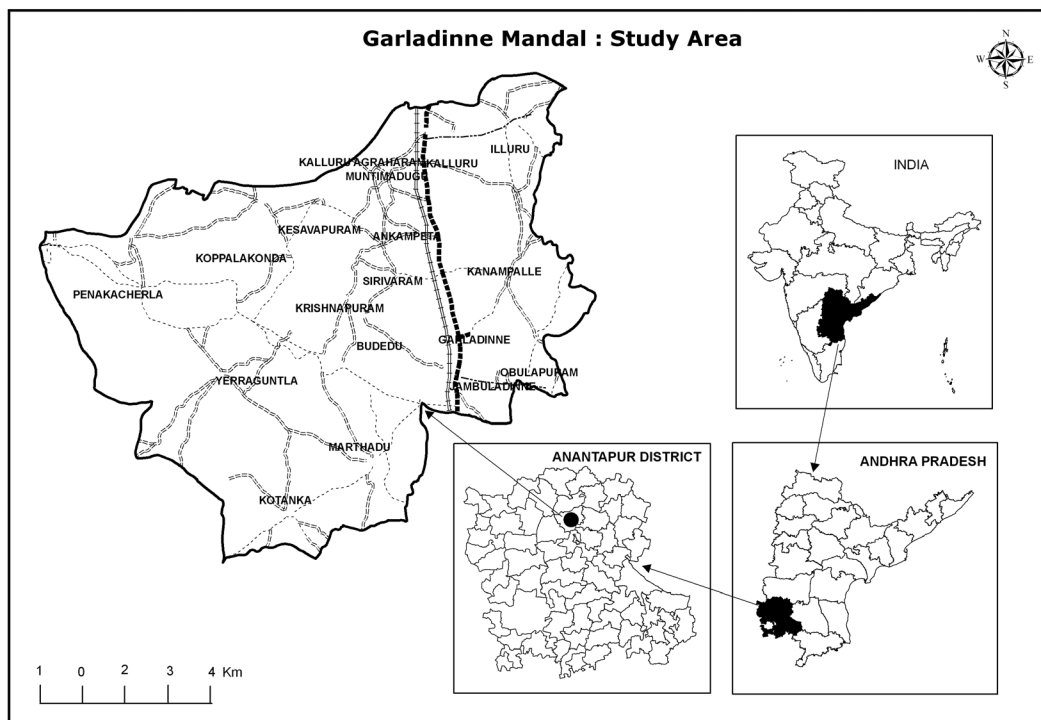 Garladinne Mandal : Study Area
N
W E
S
ILLURU
KALLURU AGRAHARAM KALLURU
MUNTIMADUGU
KESAVAPURAM
ANKAMPETA
KOPPALAKONDA
KANAMPALLE
SIRIVARAM
PENAKACHERLA
KRISHNAPURAM
GARLADINNE
BUDEDU
OBULAPURAM
YERRAGUNTLA
JAMBULADINNE
MARTHADU
KOTANKA
INDIA
ANANTAPUR DISTRICT
ANDHRA PRADESH
1 0 2 3 4 Km